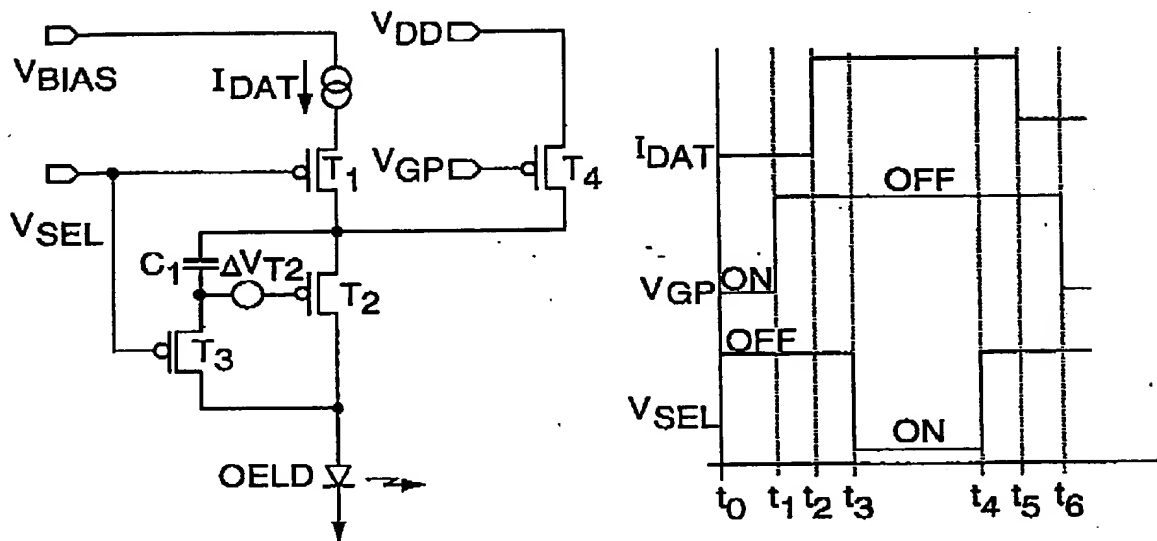 VBIAS
IDAT
VDD
VSEL
T1
VGP
T4
C1
ΔVT2
T2
T3
OELD
IDAT
OFF
VGP
ON
OFF
VSEL
ON
t0 t1 t2 t3 t4 t5 t6